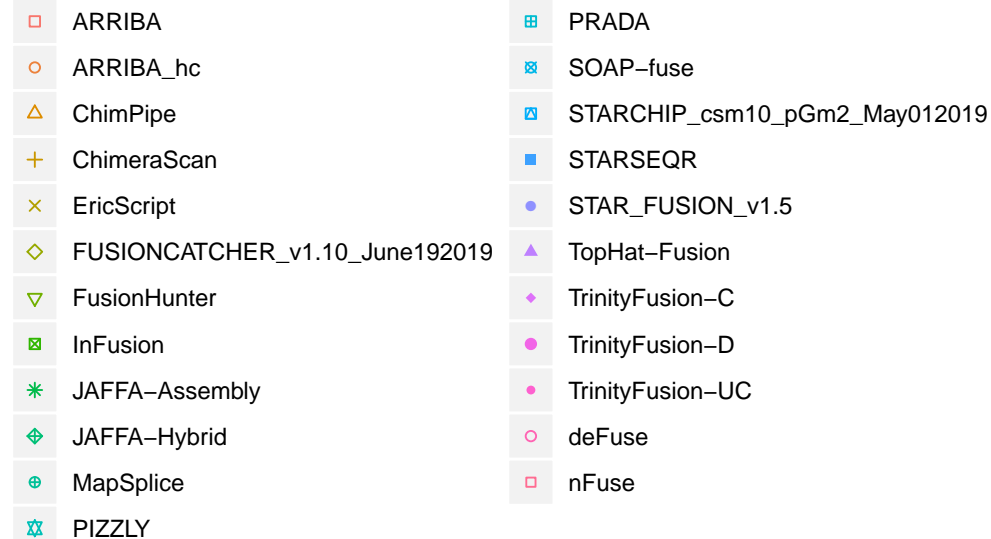 ARRIBA
ARRIBA_hc
ChimPipe
ChimeraScan
EricScript
FUSIONCATCHER_v1.10_June192019
FusionHunter
InFusion
JAFFA−Assembly
JAFFA−Hybrid
MapSplice
PIZZLY
PRADA
SOAP−fuse
STARCHIP_csm10_pGm2_May012019
STARSEQR
STAR_FUSION_v1.5
TopHat−Fusion
TrinityFusion−C
TrinityFusion−D
TrinityFusion−UC
deFuse
nFuse